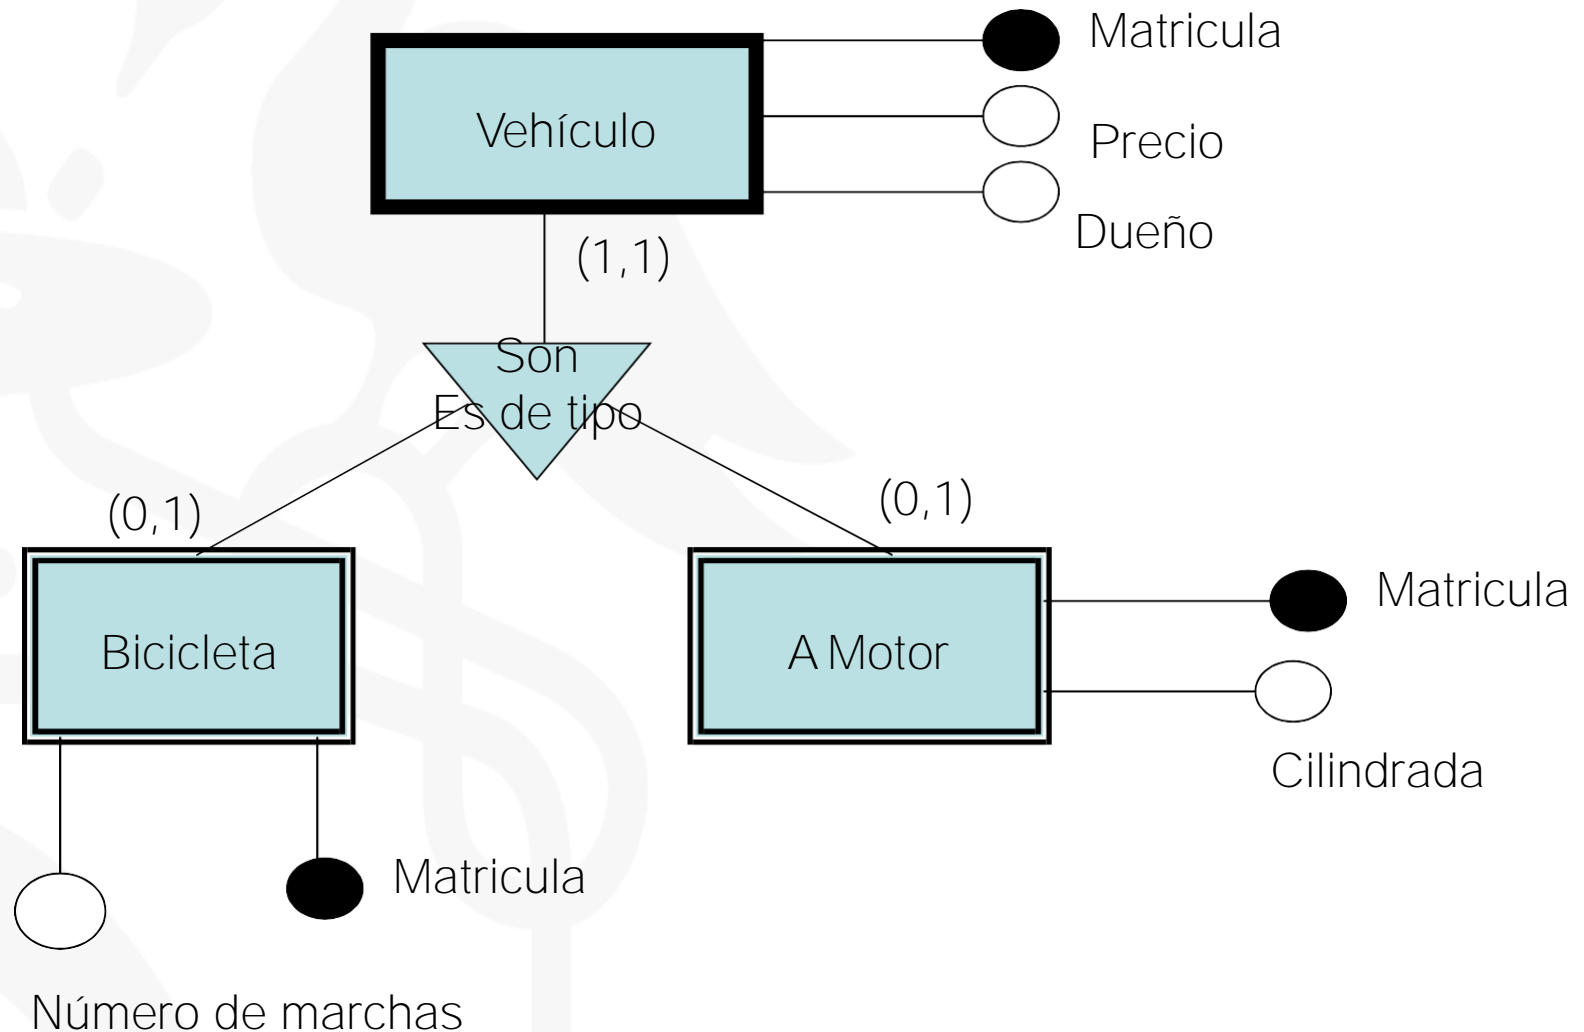 Matricula
Vehículo
Precio
Dueño
(1,1)
Son
Es de tipo
(0,1)
(0,1)
Bicicleta
A Motor
Matricula
Cilindrada
Matricula
Número de marchas